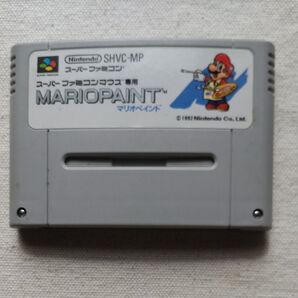 Nintendo SHVC-MP
スーパーファミコン
スーパーファミコンマウス専用
MARIOPAINT™
マリオペイント
© 1992 Nintendo Co., Ltd.